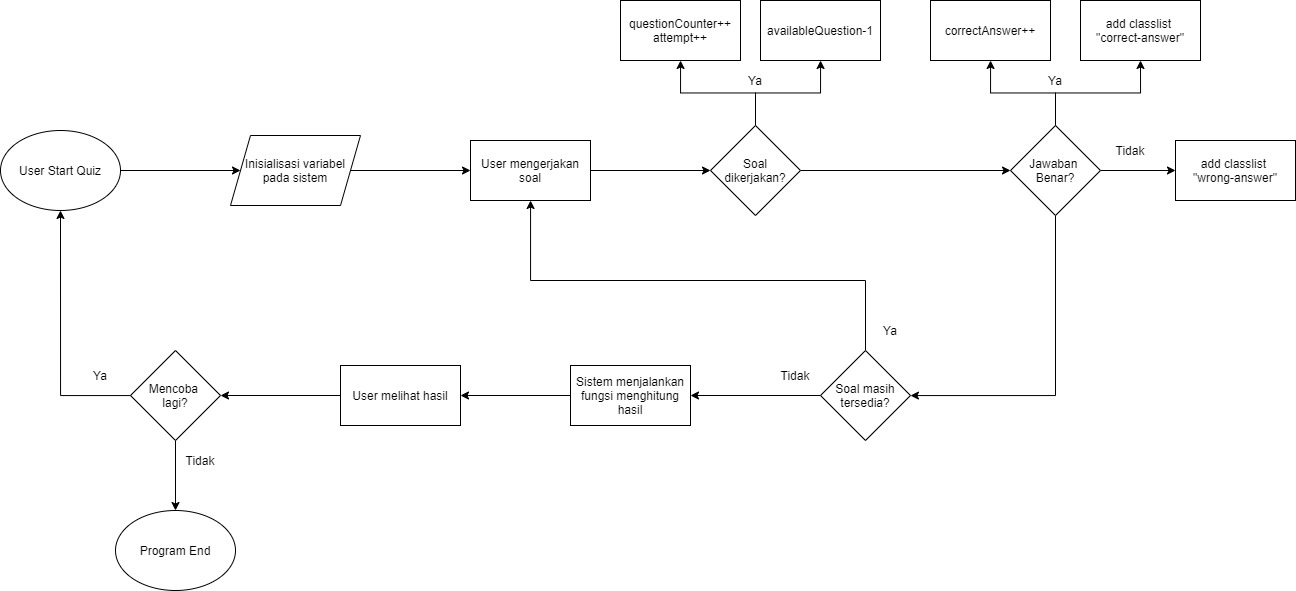 questionCounter++
attempt++
availableQuestion-1
correctAnswer++
add classlist
"correct-answer"
Ya
Ya
User Start Quiz
Inisialisasi variabel
pada sistem
User mengerjakan
soal
Soal
dikerjakan?
Jawaban
Benar?
Tidak
add classlist
"wrong-answer"
Ya
Soal masih
tersedia?
Tidak
Sistem menjalankan
fungsi menghitung
hasil
User melihat hasil
Mencoba
lagi?
Ya
Tidak
Program End